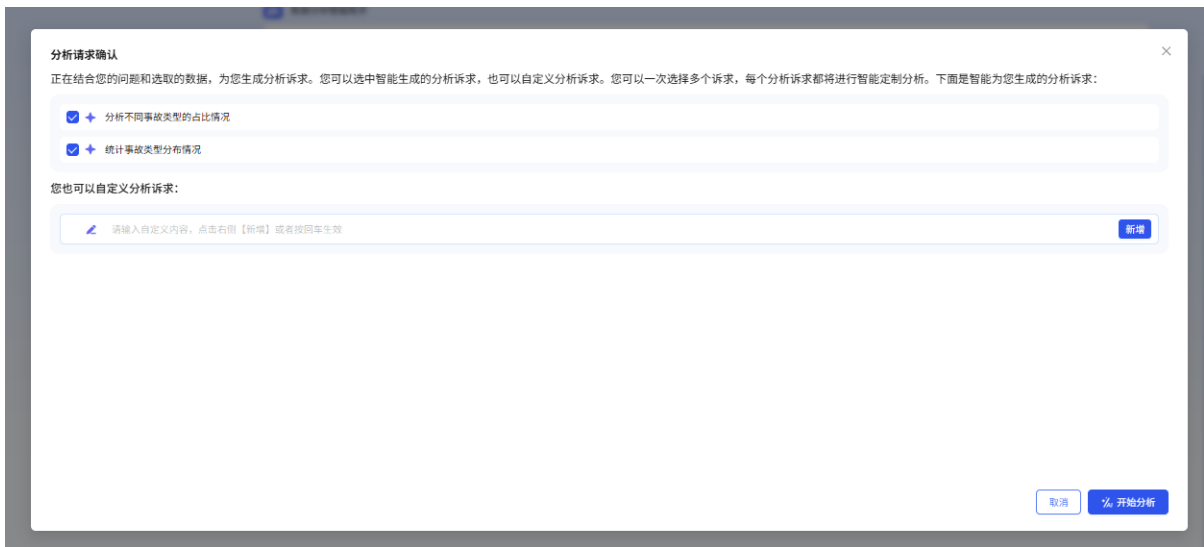 分析请求确认
正在结合您的问题和选取的数据，为您生成分析诉求。您可以选中智能生成的分析诉求，也可以自定义分析诉求。您可以一次选择多个诉求，每个分析诉求都将进行智能定制分析。下面是智能为您生成的分析诉求：
分析不同事故类型的占比情况
统计事故类型分布情况
您也可以自定义分析诉求：
请输入自定义内容，点击右侧【新增】或者按回车生效
新增
取消
开始分析